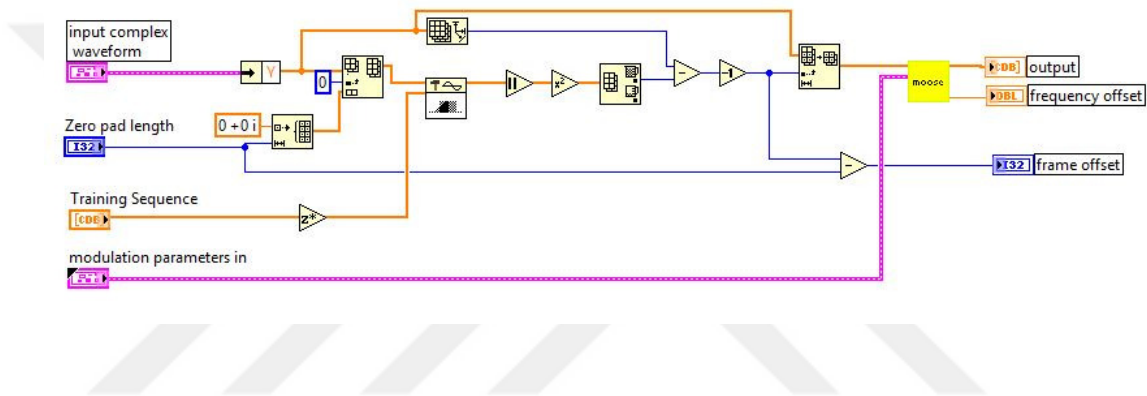 input complex
waveform
Y
0
CDB
output
moose
DBL
frequency offset
x²
-1
Zero pad length
0 +0 i
I32
I32
frame offset
Training Sequence
CDB
z*
modulation parameters in